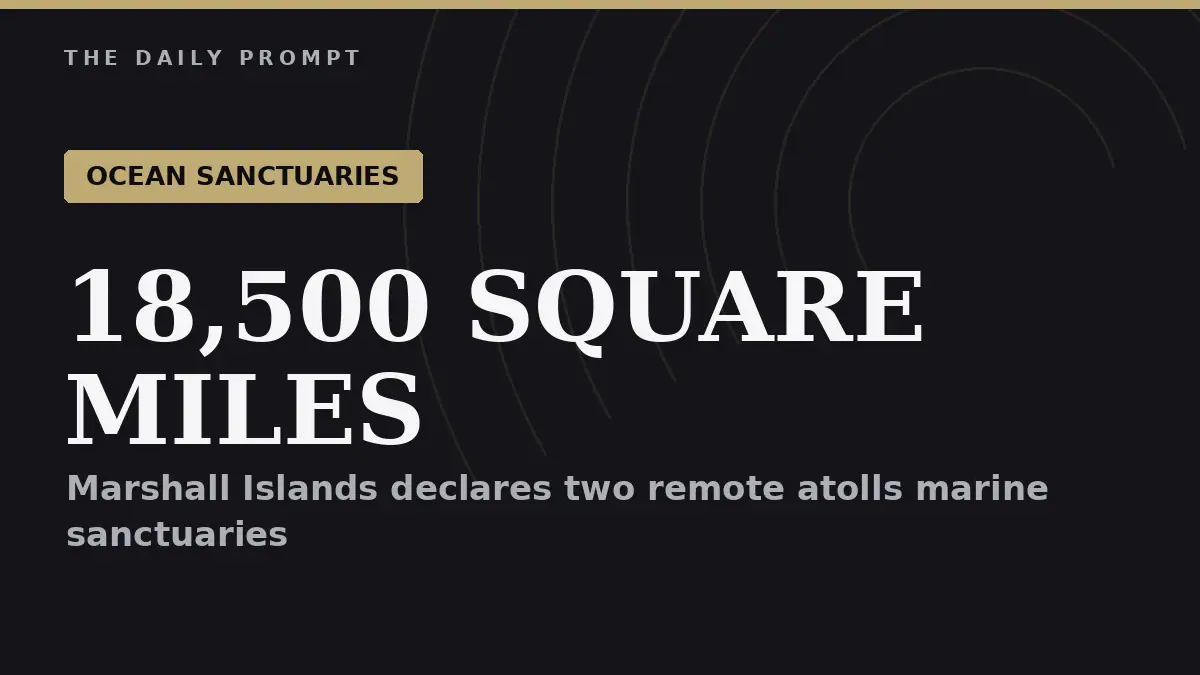 THE DAILY PROMPT
OCEAN SANCTUARIES
18,500 SQUARE
MILES
Marshall Islands declares two remote atolls marine
sanctuaries